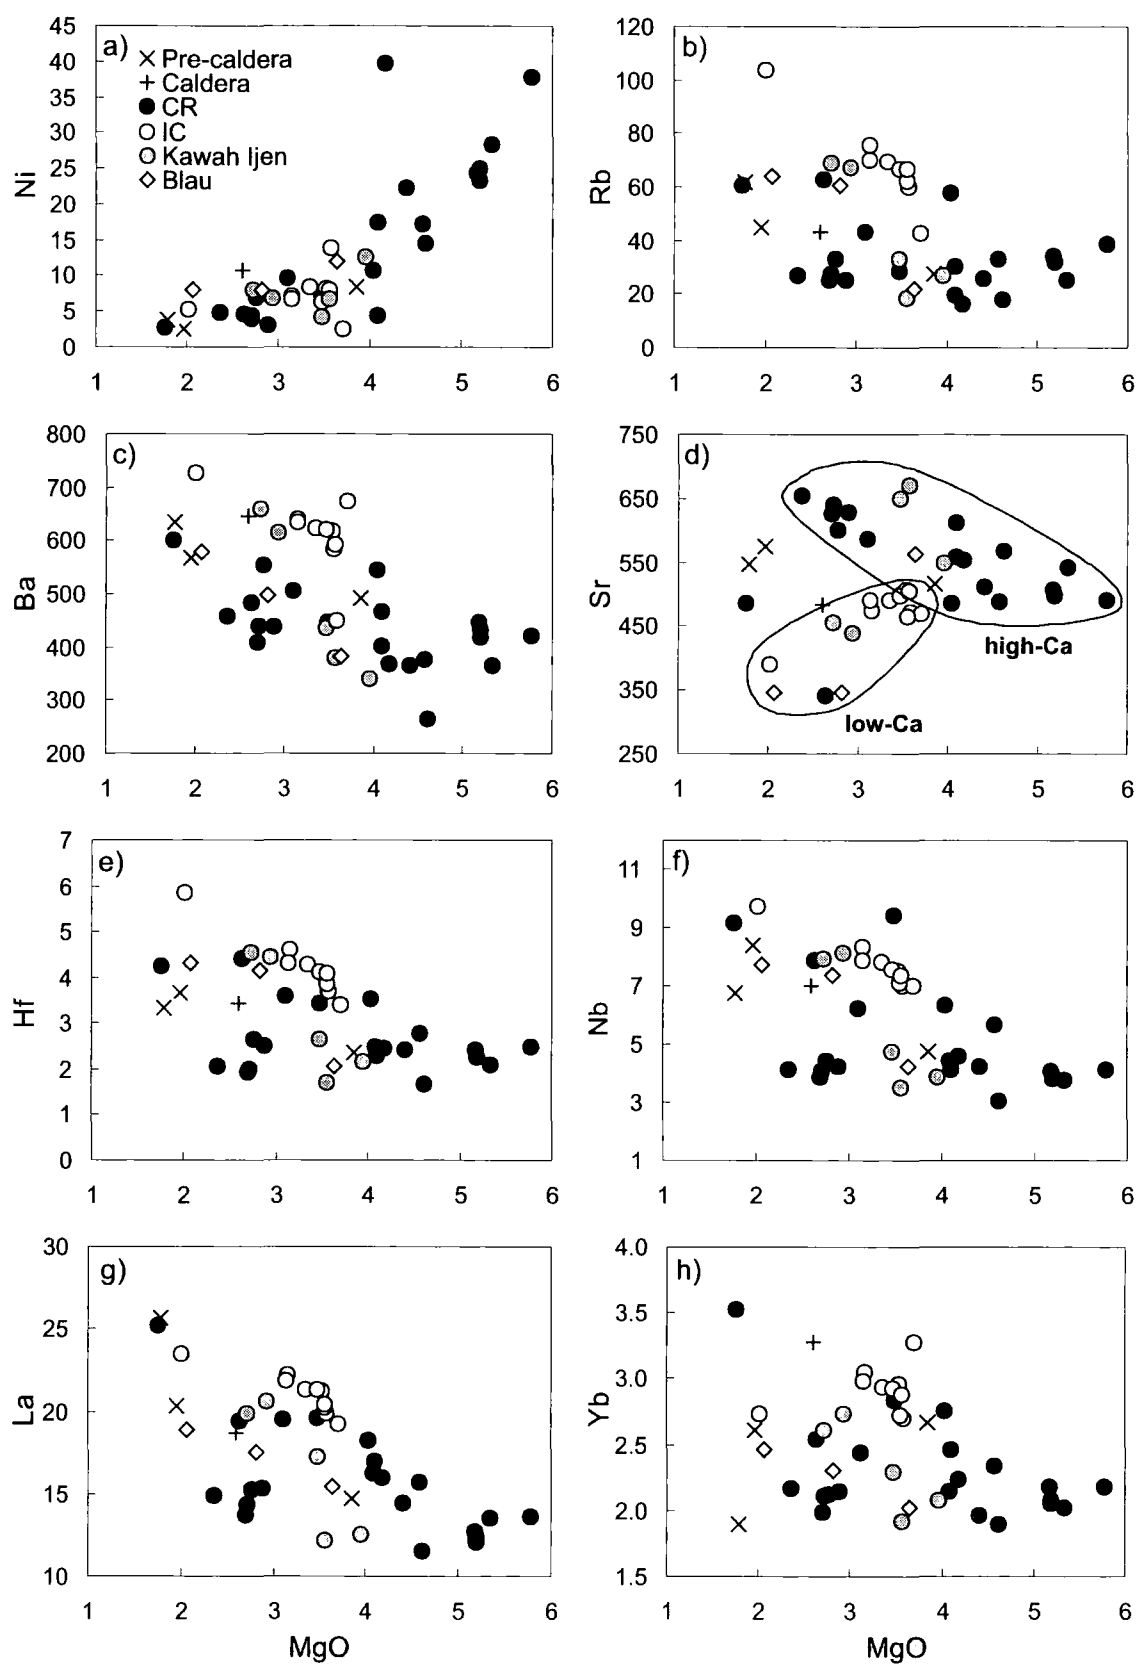 a)
Ni
45
40
35
30
25
20
15
10
5
0
1 2 3 4 5 6
Pre-caldera
Caldera
CR
IC
Kawah Ijen
Blau
b)
Rb
120
100
80
60
40
20
0
1 2 3 4 5 6
c)
Ba
800
700
600
500
400
300
200
1 2 3 4 5 6
d)
Sr
750
650
550
450
350
250
high-Ca
low-Ca
1 2 3 4 5 6
e)
Hf
7
6
5
4
3
2
1
0
1 2 3 4 5 6
f)
Nb
11
9
7
5
3
1
1 2 3 4 5 6
g)
La
30
25
20
15
10
1 2 3 4 5 6
MgO
h)
Yb
4.0
3.5
3.0
2.5
2.0
1.5
1 2 3 4 5 6
MgO